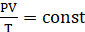 PV/T = const